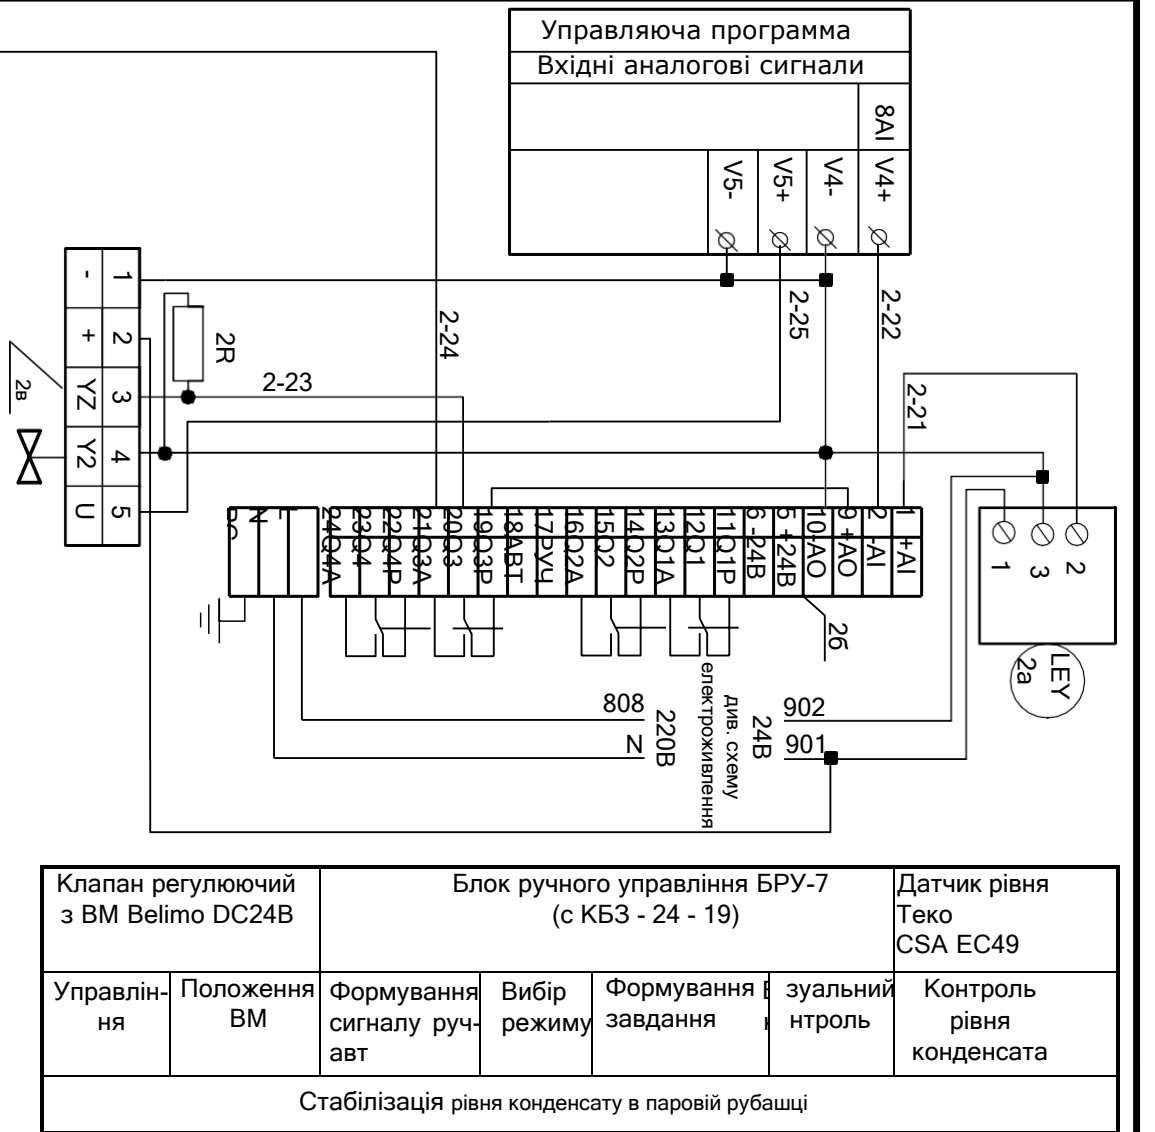 Управляюча программа
Вхідні аналогові сигнали
8AI
V5-
V5+
V4-
V4+
2-25
2-22
2-24
2-21
2R
2-23
- 1
+ 2
YZ 3
Y2 4
U 5
2в
24Q4A
23Q4
22Q4P
21Q3A
20Q3
19Q3P
18АВТ
17РУЧ
16Q2A
15Q2
14Q2P
13Q1A
12Q1
11Q1P
6 -24В
5 +24В
10-AO
9 +AO
2 -AI
1 +AI
N
1
3
2
LEY
2а
2б
808
N
220В
див. схему
електроживлення
24В
902
901
Клапан регулюючий
з ВМ Belimo DC24В
Блок ручного управління БРУ-7
(с КБЗ - 24 - 19)
Датчик рівня
Теко
CSA EC49
Управлін-
ня
Положення
ВМ
Формування
сигналу руч-
авт
Вибір
режиму
Формування
завдання
зуальний
нтроль
Контроль
рівня
конденсата
Стабілізація рівня конденсату в паровій рубашці